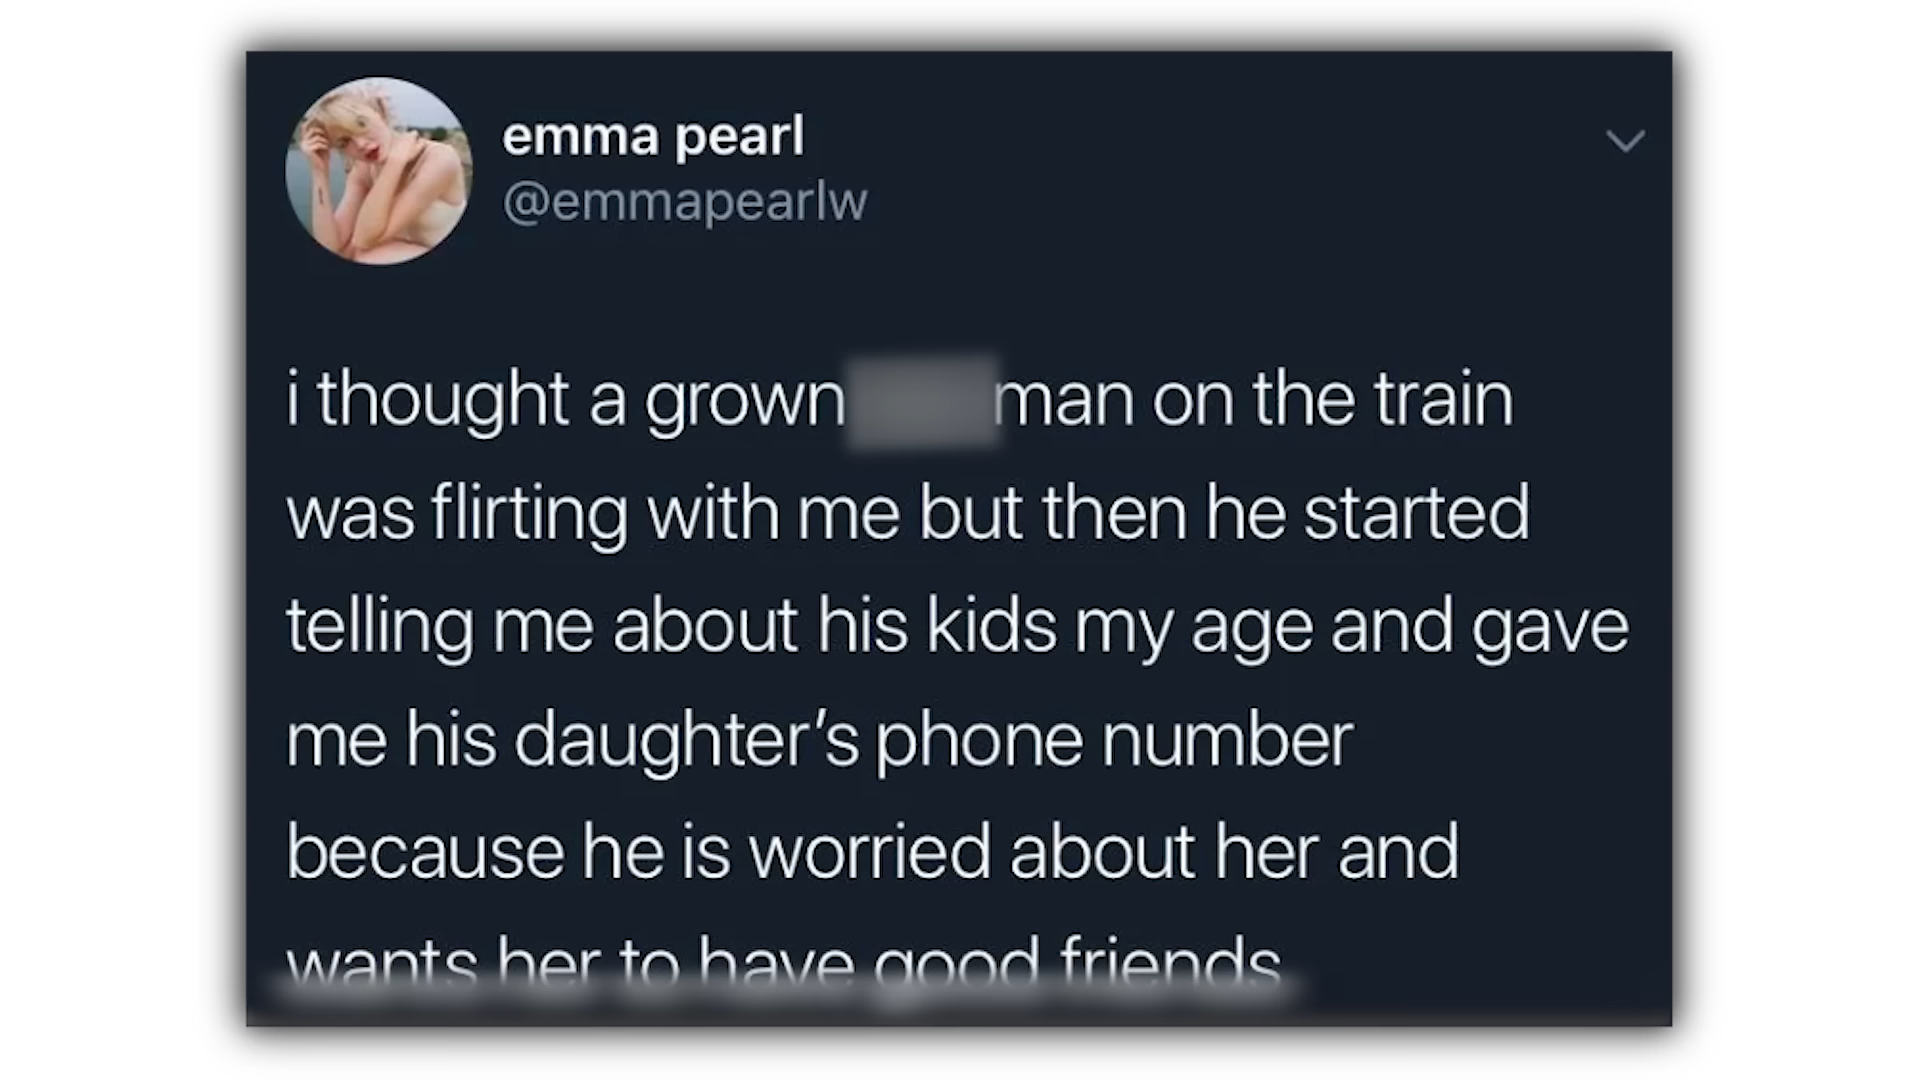 emma pearl
@emmapearlw
i thought a grown man on the train
was flirting with me but then he started
telling me about his kids my age and gave
me his daughter's phone number
because he is worried about her and
wants her to have good friends